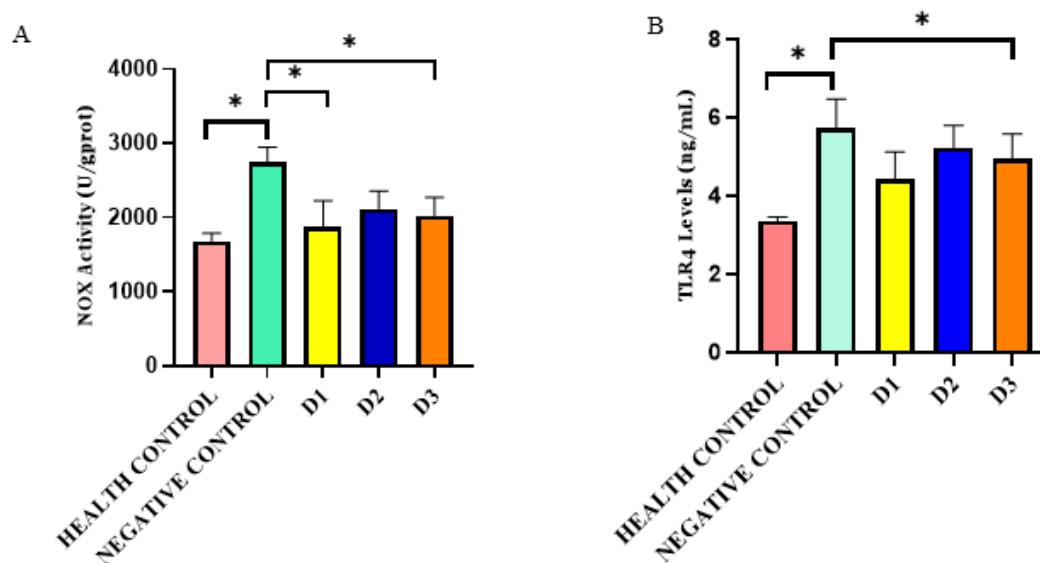 A
NOX Activity (U/gprot)
4000
3000
2000
1000
0
*
*
*
HEALTH CONTROL
NEGATIVE CONTROL
D1
D2
D3
B
TLR4 Levels (ng/mL)
8
6
4
2
0
*
*
HEALTH CONTROL
NEGATIVE CONTROL
D1
D2
D3